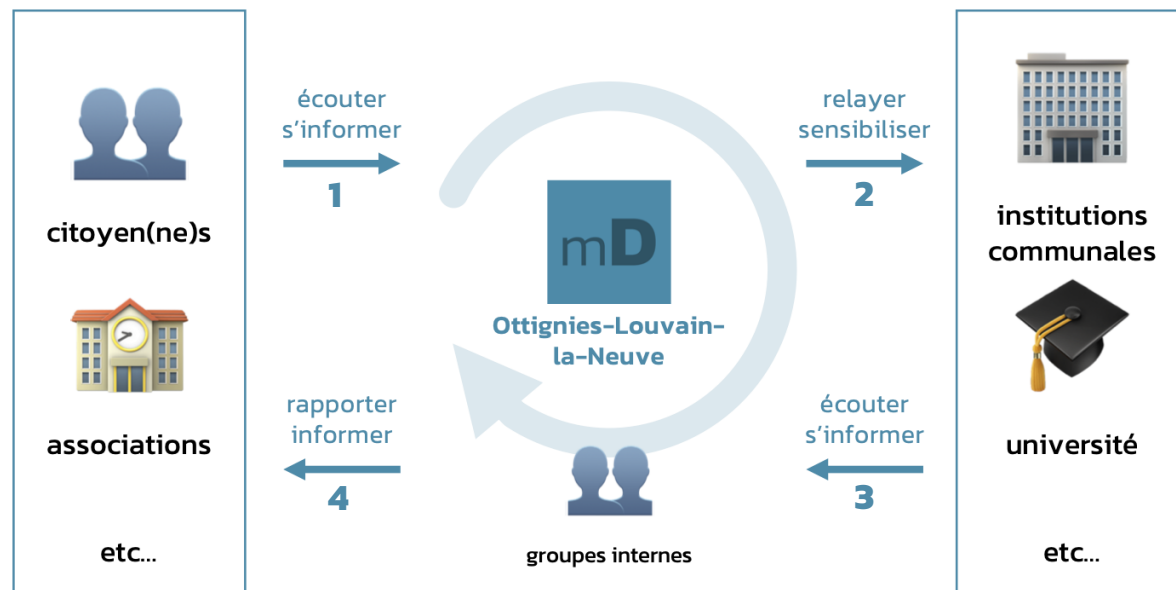 citoyen(ne)s
associations
etc...
écouter
s'informer
1
rapporter
informer
4
mD
Ottignies-Louvain-
la-Neuve
groupes internes
relayer
sensibiliser
2
écouter
s'informer
3
institutions
communales
université
etc...